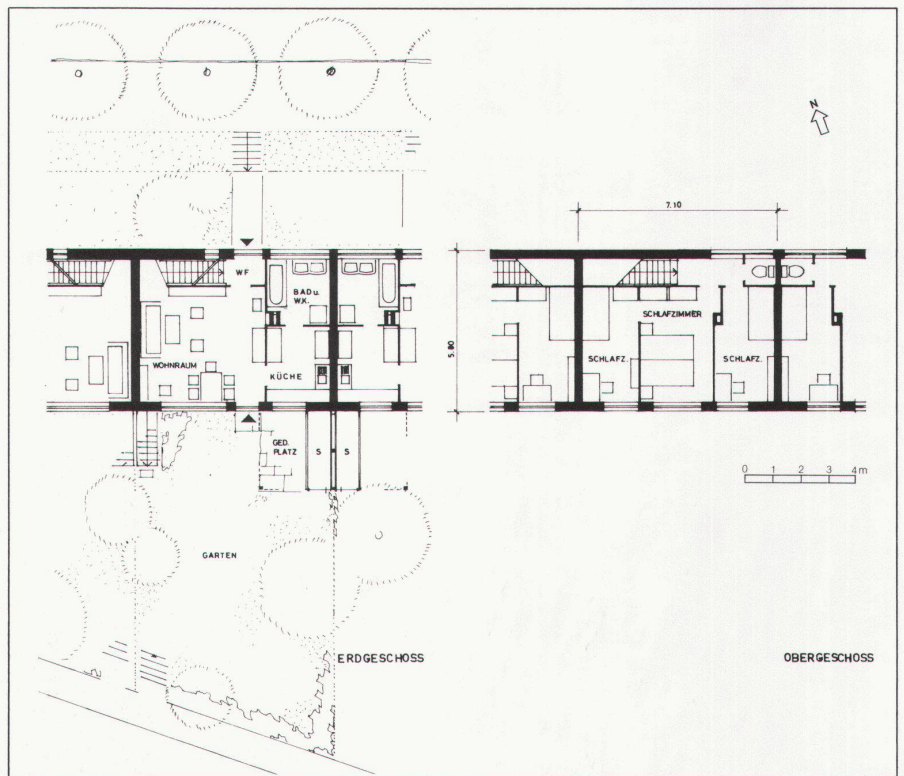 N
7.10
5.80
WF
BAD u.
W.K.
WOHNRAUM
KÜCHE
SCHLAFZIMMER
SCHLAFZ.
SCHLAFZ.
GED.
PLATZ
S
S
0 1 2 3 4m
GARTEN
ERDGESCHOSS
OBERGESCHOSS